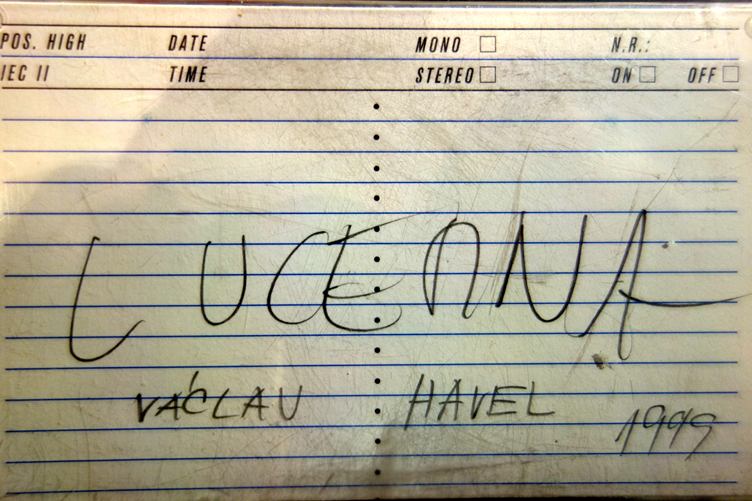 POS. HIGH DATE MONO N.R.:
IEC II TIME STEREO ON OFF
LUCERNA
VÁCLAV HAVEL
1999